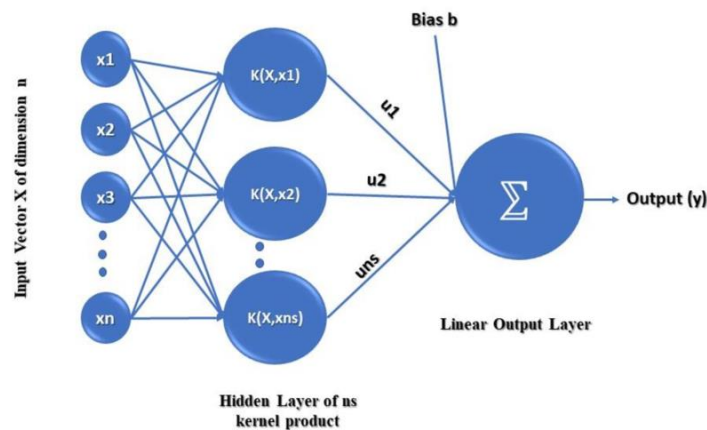 Input Vector X of dimension n
x1
x2
x3
xn
K(X,x1)
K(X,x2)
K(X,xns)
u1
u2
uns
Bias b
Σ
Output (y)
Linear Output Layer
Hidden Layer of ns
kernel product